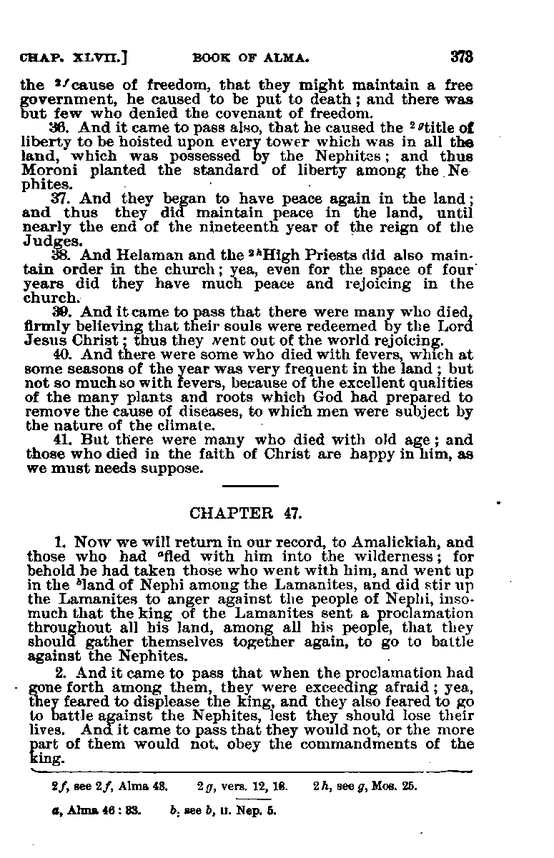 CHAP. XLVII.] BOOK OF ALMA. 373
the 2fcause of freedom, that they might maintain a free
government, he caused to be put to death; and there was
but few who denied the covenant of freedom.
36. And it came to pass also, that he caused the 2gtitle of
liberty to be hoisted upon every tower which was in all the
land, which was possessed by the Nephites; and thus
Moroni planted the standard of liberty among the Ne
phites.
37. And they began to have peace again in the land;
and thus they did maintain peace in the land, until
nearly the end of the nineteenth year of the reign of the
Judges.
38. And Helaman and the 2hHigh Priests did also main-
tain order in the church; yea, even for the space of four
years did they have much peace and rejoicing in the
church.
39. And it came to pass that there were many who died,
firmly believing that their souls were redeemed by the Lord
Jesus Christ; thus they went out of the world rejoicing.
40. And there were some who died with fevers, which at
some seasons of the year was very frequent in the land; but
not so much so with fevers, because of the excellent qualities
of the many plants and roots which God had prepared to
remove the cause of diseases, to which men were subject by
the nature of the climate.
41. But there were many who died with old age; and
those who died in the faith of Christ are happy in him, as
we must needs suppose.
CHAPTER 47.
1. Now we will return in our record, to Amalickiah, and
those who had afled with him into the wilderness; for
behold he had taken those who went with him, and went up
in the bland of Nephi among the Lamanites, and did stir up
the Lamanites to anger against the people of Nephi, inso-
much that the king of the Lamanites sent a proclamation
throughout all his land, among all his people, that they
should gather themselves together again, to go to battle
against the Nephites.
2. And it came to pass that when the proclamation had
gone forth among them, they were exceeding afraid; yea,
they feared to displease the king, and they also feared to go
to battle against the Nephites, lest they should lose their
lives. And it came to pass that they would not, or the more
part of them would not, obey the commandments of the
king.
2f, see 2f, Alma 43. 2g, vers. 12, 13. 2h, see g, Mos. 25.
a, Alma 46 : 33. b, see b, II. Nep. 5.